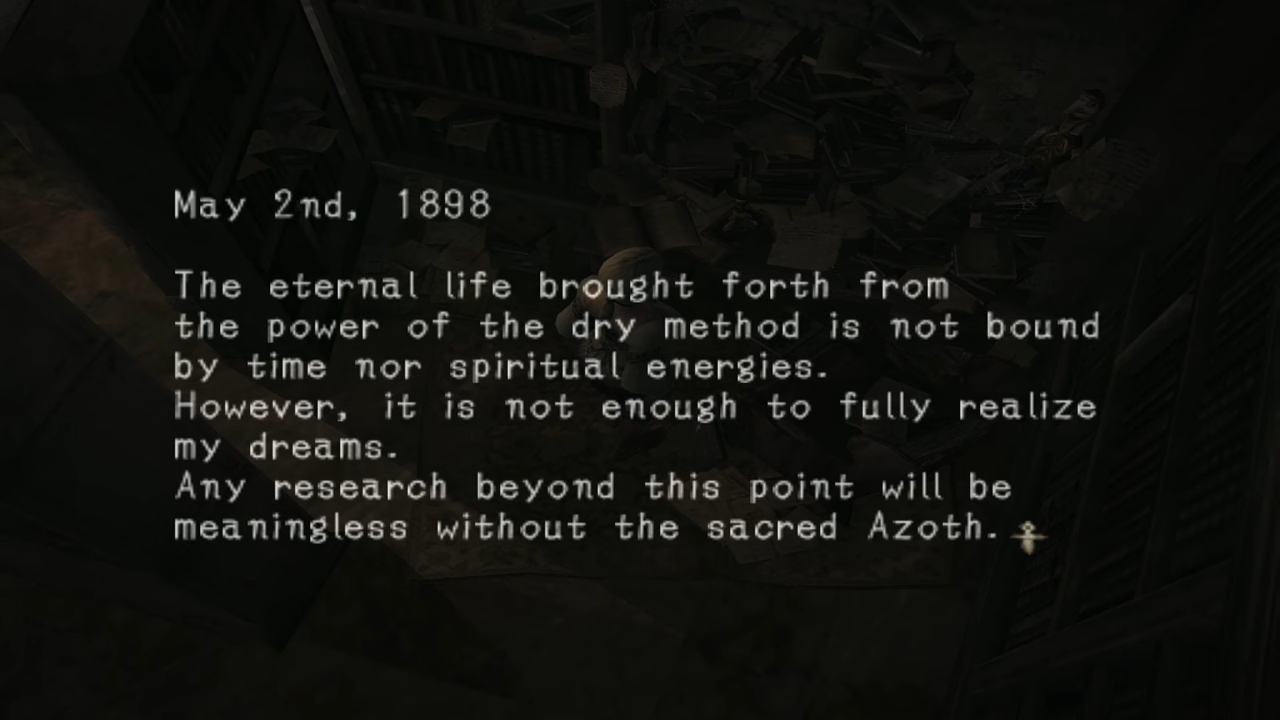 May 2nd, 1898
The eternal life brought forth from
the power of the dry method is not bound
by time nor spiritual energies.
However, it is not enough to fully realize
my dreams.
Any research beyond this point will be
meaningless without the sacred Azoth.